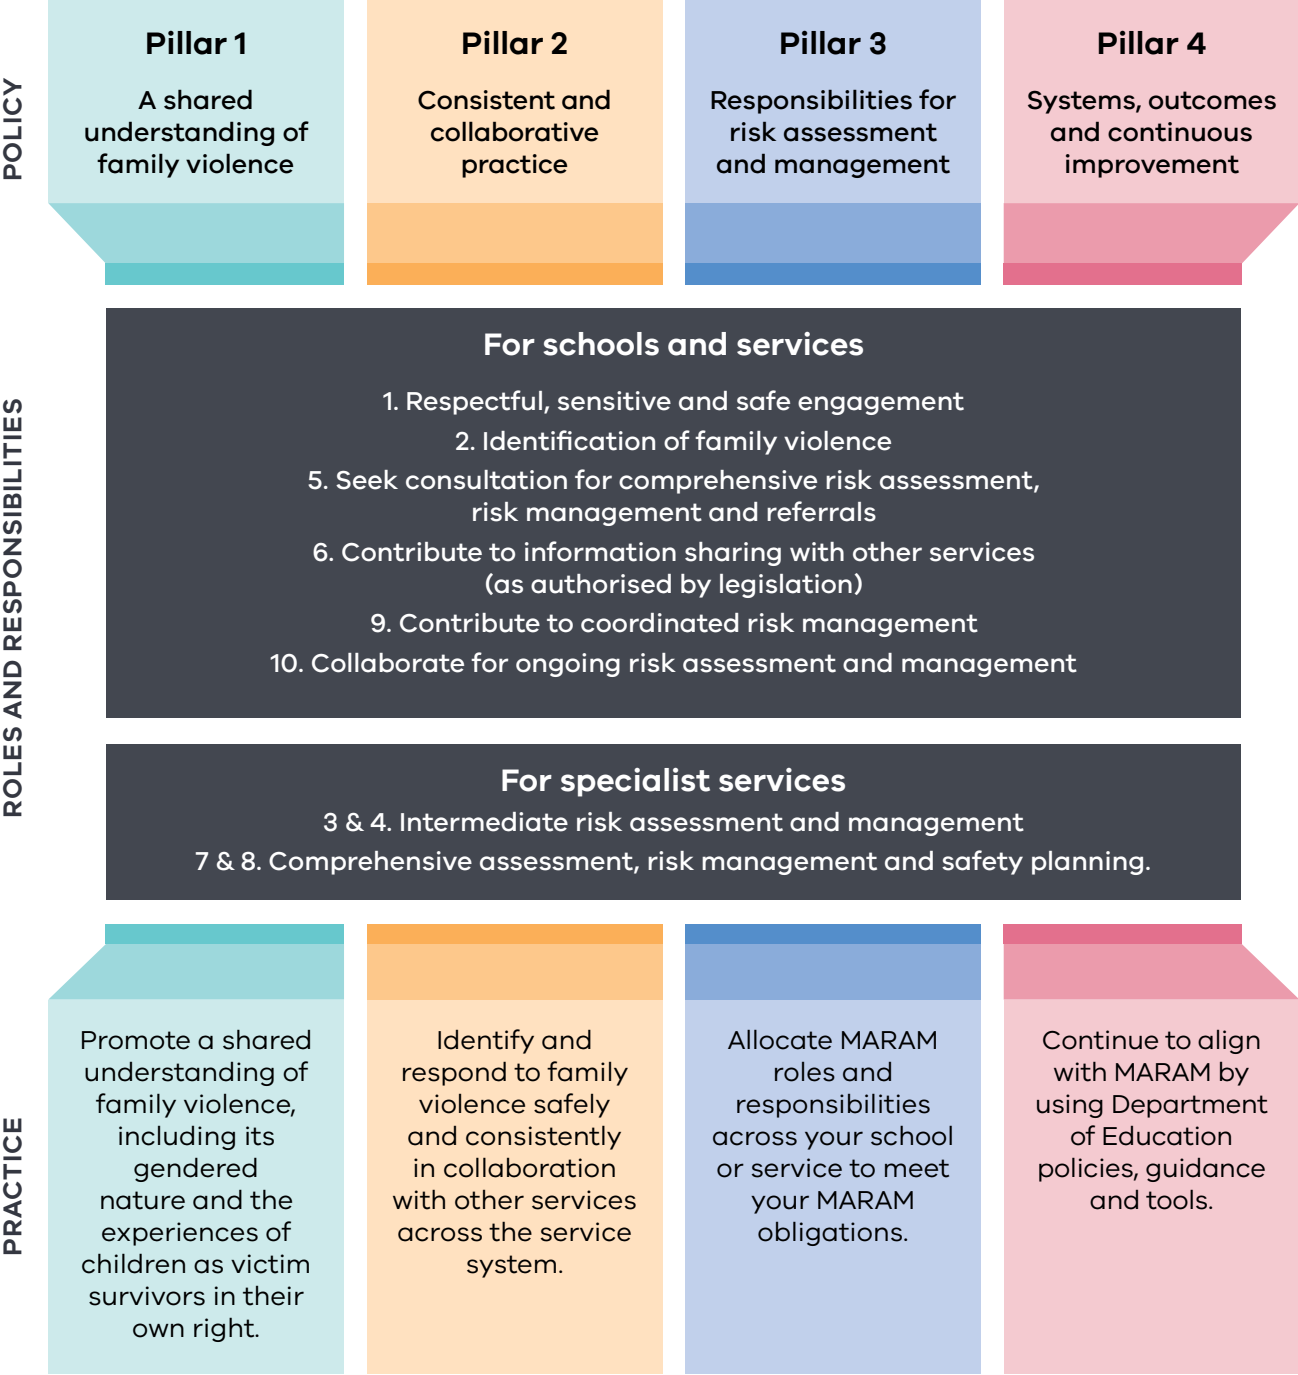 POLICY
Pillar 1
A shared
understanding of
family violence
Pillar 2
Consistent and
collaborative
practice
Pillar 3
Responsibilities for
risk assessment
and management
Pillar 4
Systems, outcomes
and continuous
improvement
ROLES AND RESPONSIBILITIES
For schools and services
1. Respectful, sensitive and safe engagement
2. Identification of family violence
5. Seek consultation for comprehensive risk assessment,
risk management and referrals
6. Contribute to information sharing with other services
(as authorised by legislation)
9. Contribute to coordinated risk management
10. Collaborate for ongoing risk assessment and management
For specialist services
3 & 4. Intermediate risk assessment and management
7 & 8. Comprehensive assessment, risk management and safety planning.
PRACTICE
Promote a shared
understanding of
family violence,
including its
gendered
nature and the
experiences of
children as victim
survivors in their
own right.
Identify and
respond to family
violence safely
and consistently
in collaboration
with other services
across the service
system.
Allocate MARAM
roles and
responsibilities
across your school
or service to meet
your MARAM
obligations.
Continue to align
with MARAM by
using Department
of Education
policies, guidance
and tools.